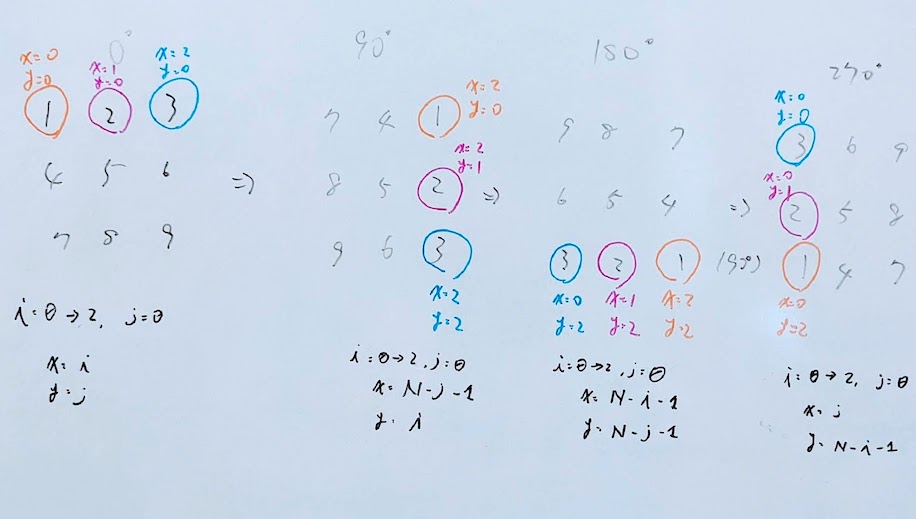 0°
x=0
y=0
x=1
y=0
x=2
y=0
1 2 3
4 5 6
7 8 9
i=0→2, j=0
x=i
y=j
=>
90°
x=2
y=0
7 4 1
x=2
y=1
8 5 2
9 6 3
x=2
y=2
i=0→2, j=0
x=N-j-1
y=i
=>
180°
9 8 7
6 5 4
3 2 1
x=0
y=2
x=1
y=2
x=2
y=2
i=0→2, j=0
x=N-i-1
y=N-j-1
=>
(90°)
270°
x=0
y=0
3 6 9
x=0
y=1
2 5 8
1 4 7
x=0
y=2
i=0→2, j=0
x=j
y=N-i-1